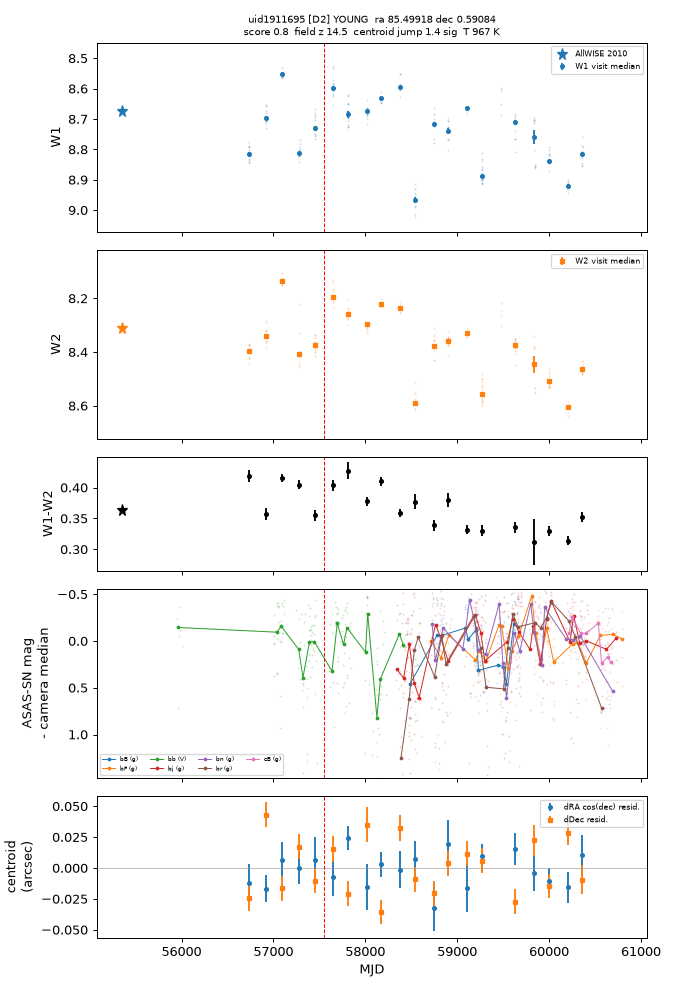 uid1911695 [D2] YOUNG  ra 85.49918 dec 0.59084
score 0.8  field z 14.5  centroid jump 1.4 sig  T 967 K
W1
8.5
8.6
8.7
8.8
8.9
9.0
AllWISE 2010
W1 visit median
W2
8.2
8.4
8.6
W2 visit median
W1-W2
0.40
0.35
0.30
ASAS-SN mag
- camera median
−0.5
0.0
0.5
1.0
bB (g)
bF (g)
bb (V)
bj (g)
bn (g)
br (g)
cB (g)
centroid
(arcsec)
0.050
0.025
0.000
−0.025
−0.050
dRA cos(dec) resid.
dDec resid.
56000
57000
58000
59000
60000
61000
MJD